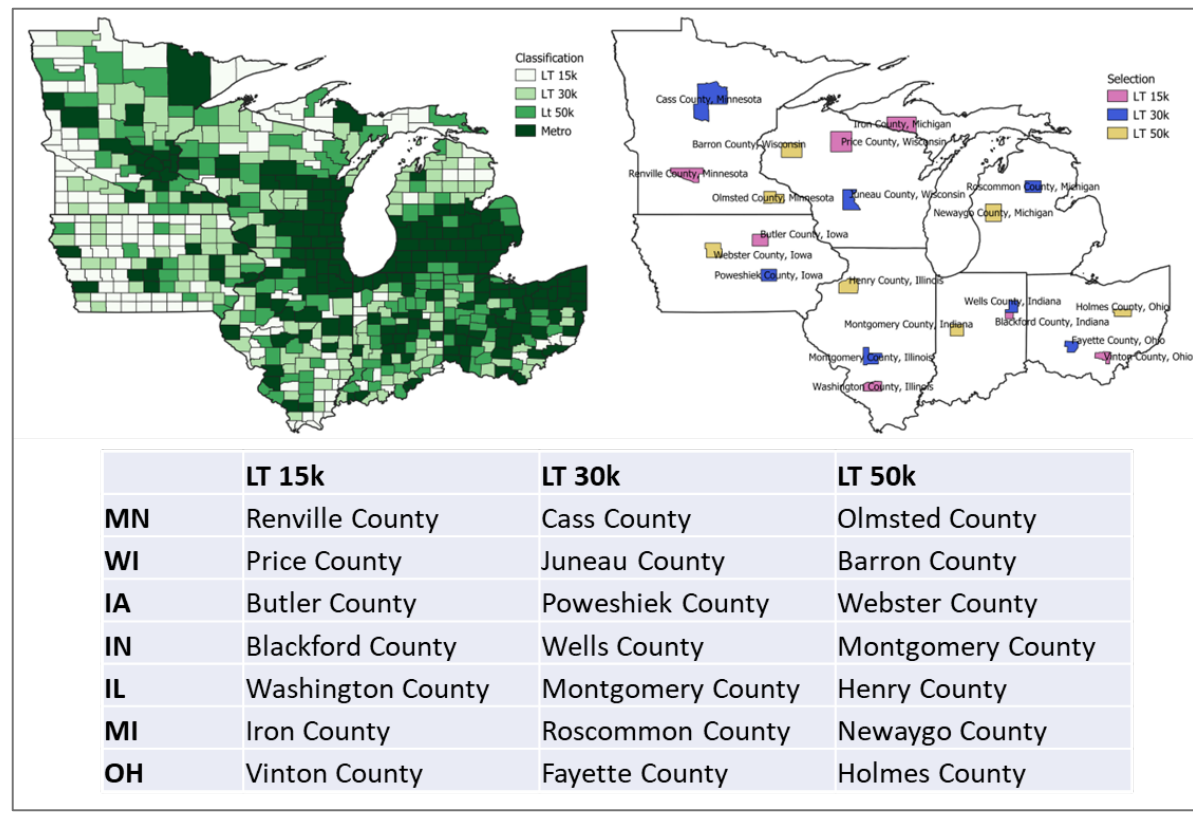 Classification
LT 15k
LT 30k
Lt 50k
Metro
Selection
LT 15k
LT 30k
LT 50k
Cass County, Minnesota
Iron County, Michigan
Price County, Wisconsin
Barron County, Wisconsin
Renville County, Minnesota
Olmsted County, Minnesota
Juneau County, Wisconsin
Roscommon County, Michigan
Newaygo County, Michigan
Butler County, Iowa
Webster County, Iowa
Poweshiek County, Iowa
Henry County, Illinois
Wells County, Indiana
Holmes County, Ohio
Blackford County, Indiana
Montgomery County, Indiana
Fayette County, Ohio
Vinton County, Ohio
Montgomery County, Illinois
Washington County, Illinois
LT 15k LT 30k LT 50k
MN Renville County Cass County Olmsted County
WI Price County Juneau County Barron County
IA Butler County Poweshiek County Webster County
IN Blackford County Wells County Montgomery County
IL Washington County Montgomery County Henry County
MI Iron County Roscommon County Newaygo County
OH Vinton County Fayette County Holmes County